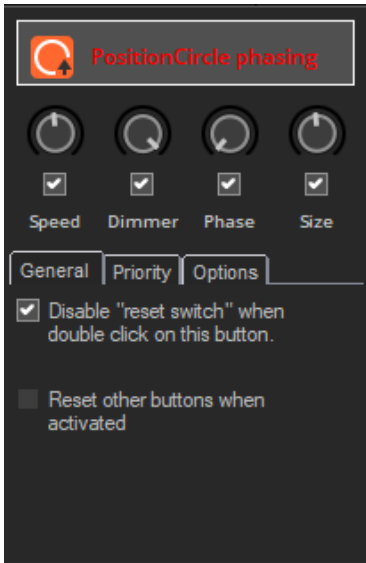 PositionCircle phasing
Speed Dimmer Phase Size
General Priority Options
Disable "reset switch" when
double click on this button.
Reset other buttons when
activated